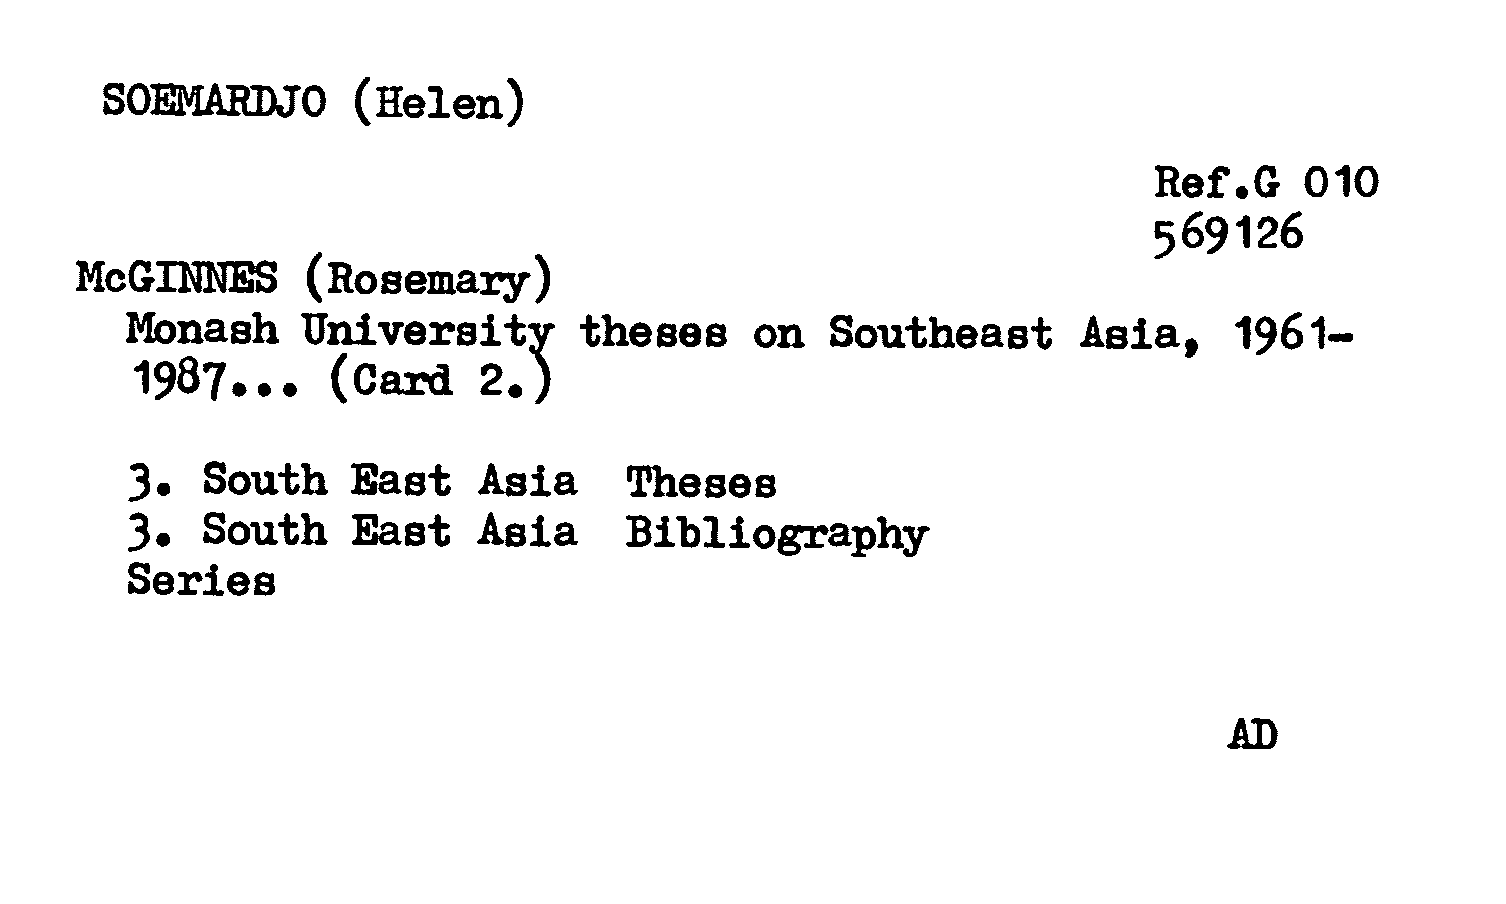 SOEMARDJO (Helen)
Ref.G 010
569126
McGINNES (Rosemary)
Monash University theses on Southeast Asia, 1961-
1987... (Card 2.)
3. South East Asia  Theses
3. South East Asia  Bibliography
Series
AD